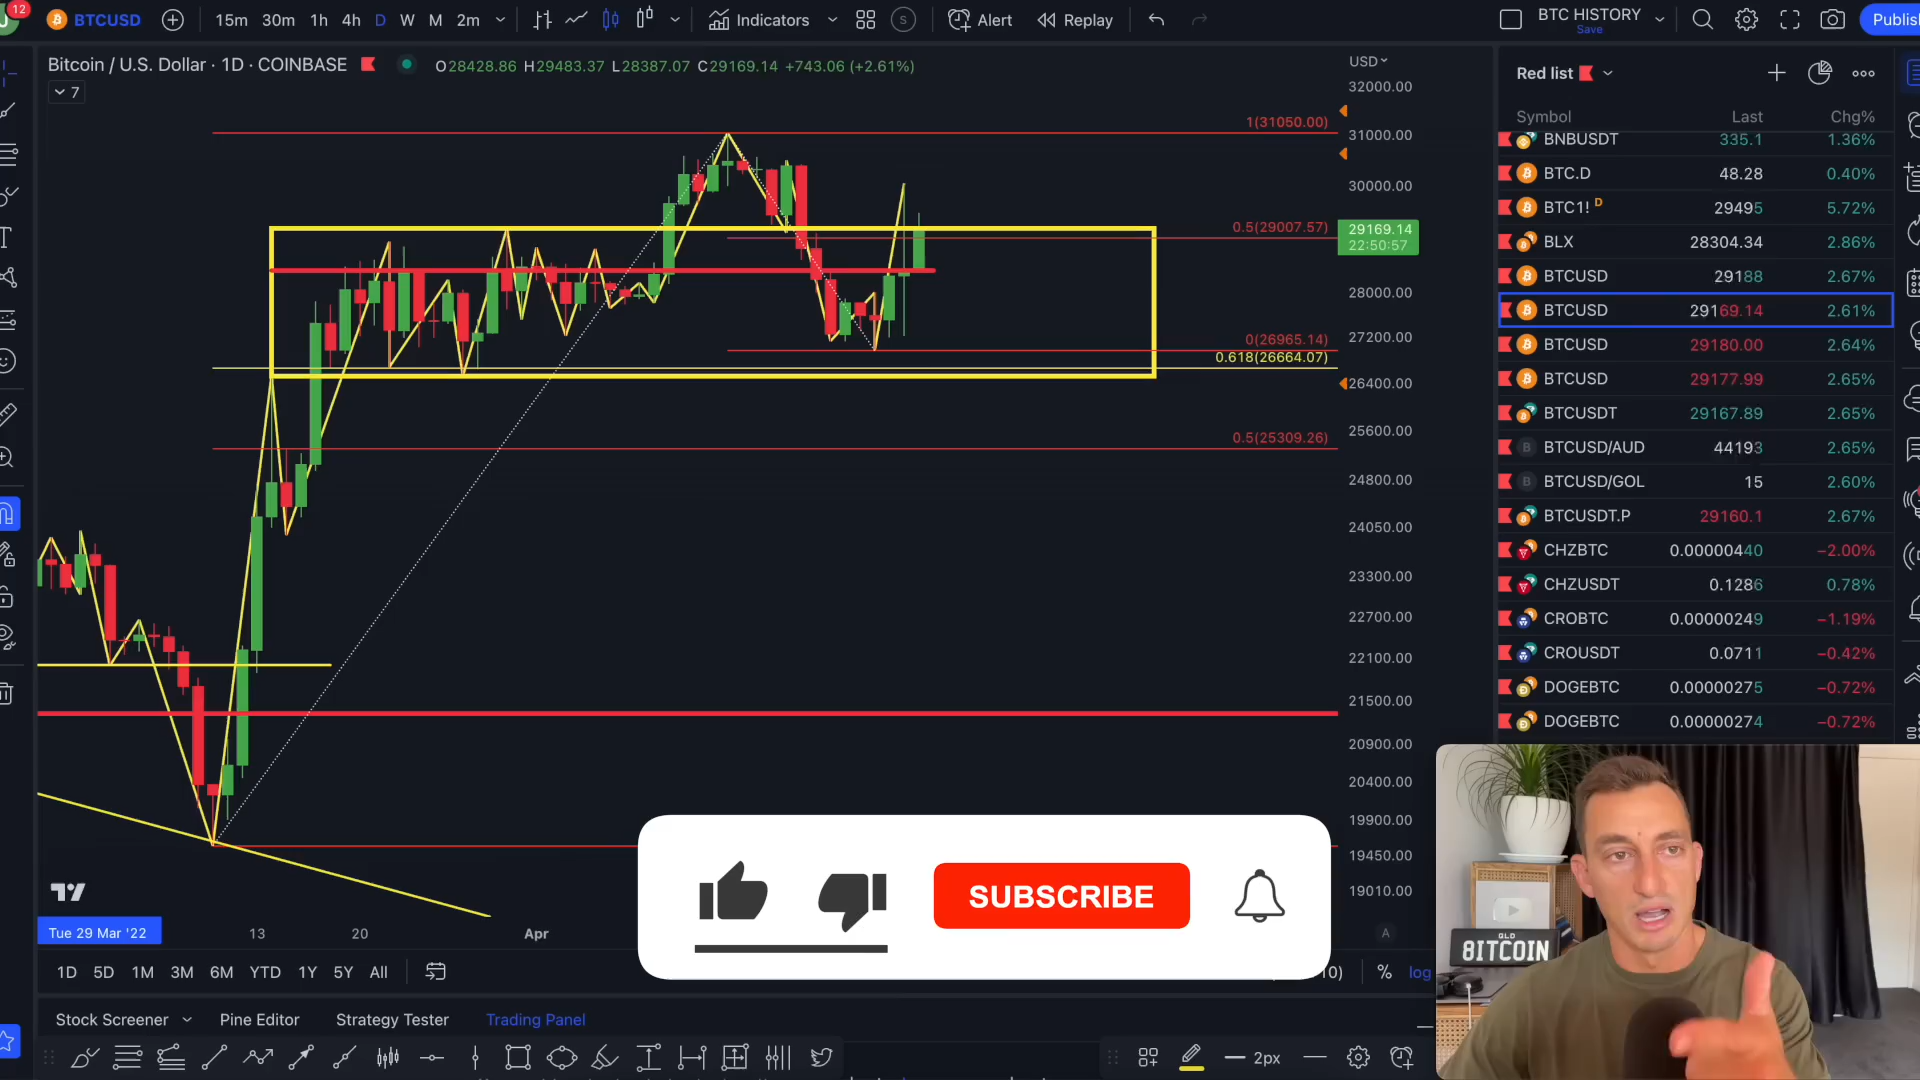 12
BTCUSD
15m 30m 1h 4h D W M 2m
Indicators
S
Alert
Replay
BTC HISTORY
Save
Publish
Bitcoin / U.S. Dollar · 1D · COINBASE
O28428.86 H29483.37 L28387.07 C29169.14 +743.06 (+2.61%)
7
USD
32000.00
31000.00
30000.00
29169.14
22:50:57
28000.00
27200.00
26400.00
25600.00
24800.00
24050.00
23300.00
22700.00
22100.00
21500.00
20900.00
20400.00
19900.00
19450.00
19010.00
1(31050.00)
0.5(29007.57)
0(26965.14)
0.618(26664.07)
0.5(25309.26)
Red list
Symbol Last Chg%
BNBUSDT 335.1 1.36%
BTC.D 48.28 0.40%
BTC1! D 29495 5.72%
BLX 28304.34 2.86%
BTCUSD 29188 2.67%
BTCUSD 29169.14 2.61%
BTCUSD 29180.00 2.64%
BTCUSD 29177.99 2.65%
BTCUSDT 29167.89 2.65%
B BTCUSD/AUD 44193 2.65%
B BTCUSD/GOL 15 2.60%
BTCUSDT.P 29160.1 2.67%
CHZBTC 0.00000440 −2.00%
CHZUSDT 0.1286 0.78%
CROBTC 0.00000249 −1.19%
CROUSDT 0.0711 −0.42%
DOGEBTC 0.00000275 −0.72%
DOGEBTC 0.00000274 −0.72%
Tue 29 Mar '22 13 20 Apr
A
SUBSCRIBE
1D 5D 1M 3M 6M YTD 1Y 5Y All
10) % log
Stock Screener Pine Editor Strategy Tester Trading Panel
2px
QLD
8ITCOIN